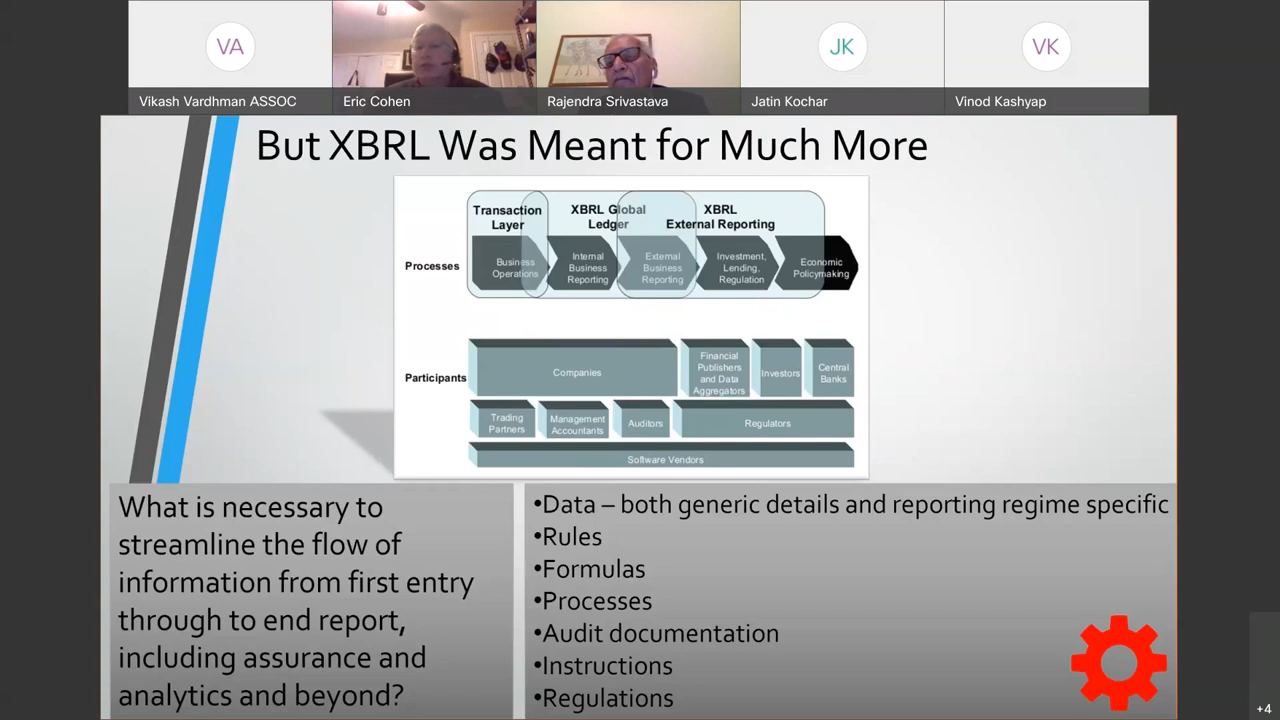 VA
JK
VK
Vikash Vardhman ASSOC
Eric Cohen
Rajendra Srivastava
Jatin Kochar
Vinod Kashyap
But XBRL Was Meant for Much More
Transaction
Layer
XBRL Global
Ledger
XBRL
External Reporting
Processes
Business
Operations
Internal
Business
Reporting
External
Business
Reporting
Investment,
Lending,
Regulation
Economic
Policymaking
Participants
Companies
Financial
Publishers
and Data
Aggregators
Investors
Central
Banks
Trading
Partners
Management
Accountants
Auditors
Regulators
Software Vendors
What is necessary to
streamline the flow of
information from first entry
through to end report,
including assurance and
analytics and beyond?
•Data – both generic details and reporting regime specific
•Rules
•Formulas
•Processes
•Audit documentation
•Instructions
•Regulations
+4